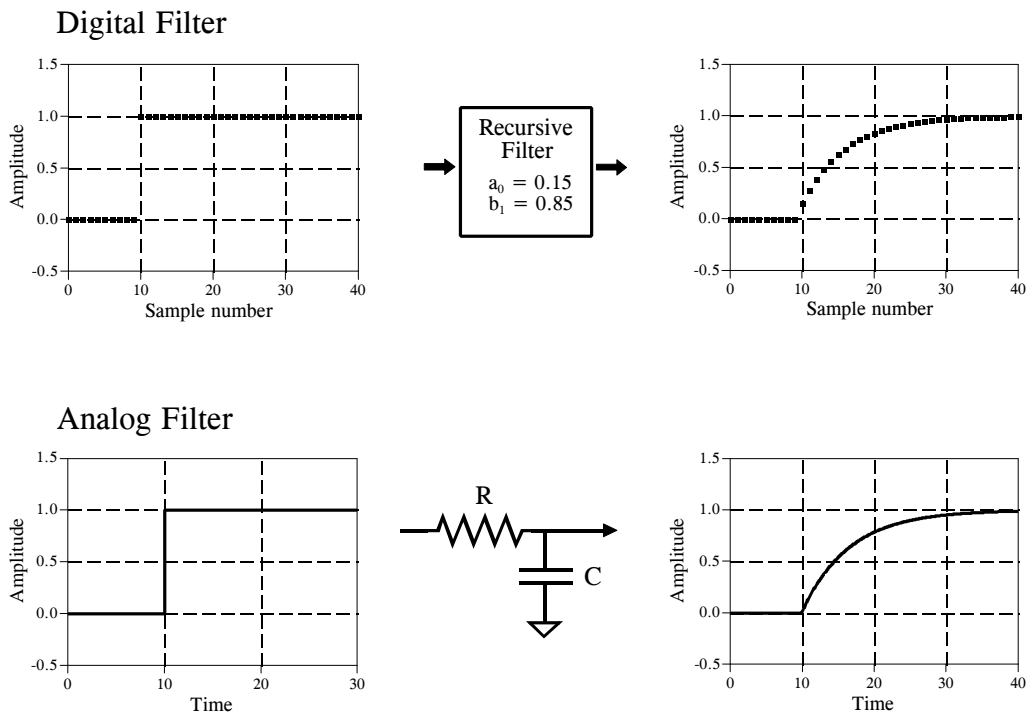 Digital Filter
1.5
1.0
0.5
0.0
-0.5
Amplitude
0 10 20 30 40
Sample number
Recursive
Filter
a0 = 0.15
b1 = 0.85
1.5
1.0
0.5
0.0
-0.5
Amplitude
0 10 20 30 40
Sample number
Analog Filter
1.5
1.0
0.5
0.0
-0.5
Amplitude
0 10 20 30
Time
R
C
1.5
1.0
0.5
0.0
-0.5
Amplitude
0 10 20 30 40
Time